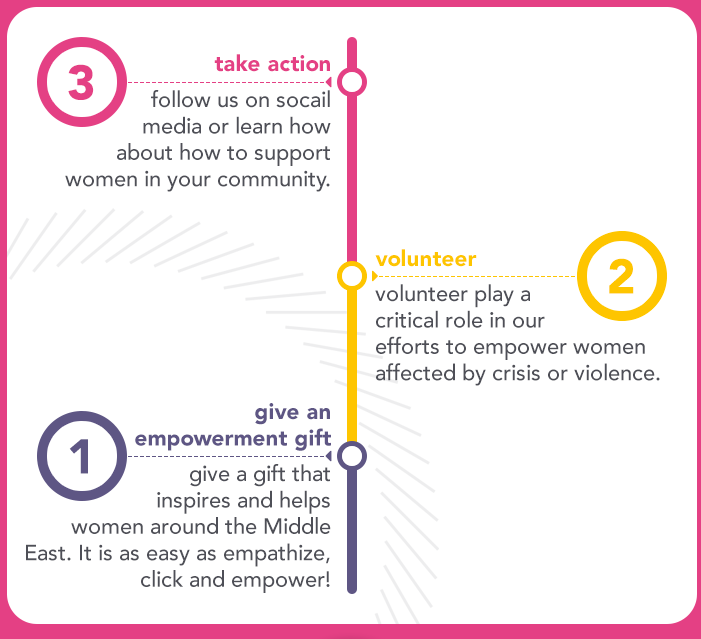 3
take action
follow us on socail
media or learn how
about how to support
women in your community.
volunteer
2
volunteer play a
critical role in our
efforts to empower women
affected by crisis or violence.
give an
empowerment gift
1
give a gift that
inspires and helps
women around the Middle
East. It is as easy as empathize,
click and empower!